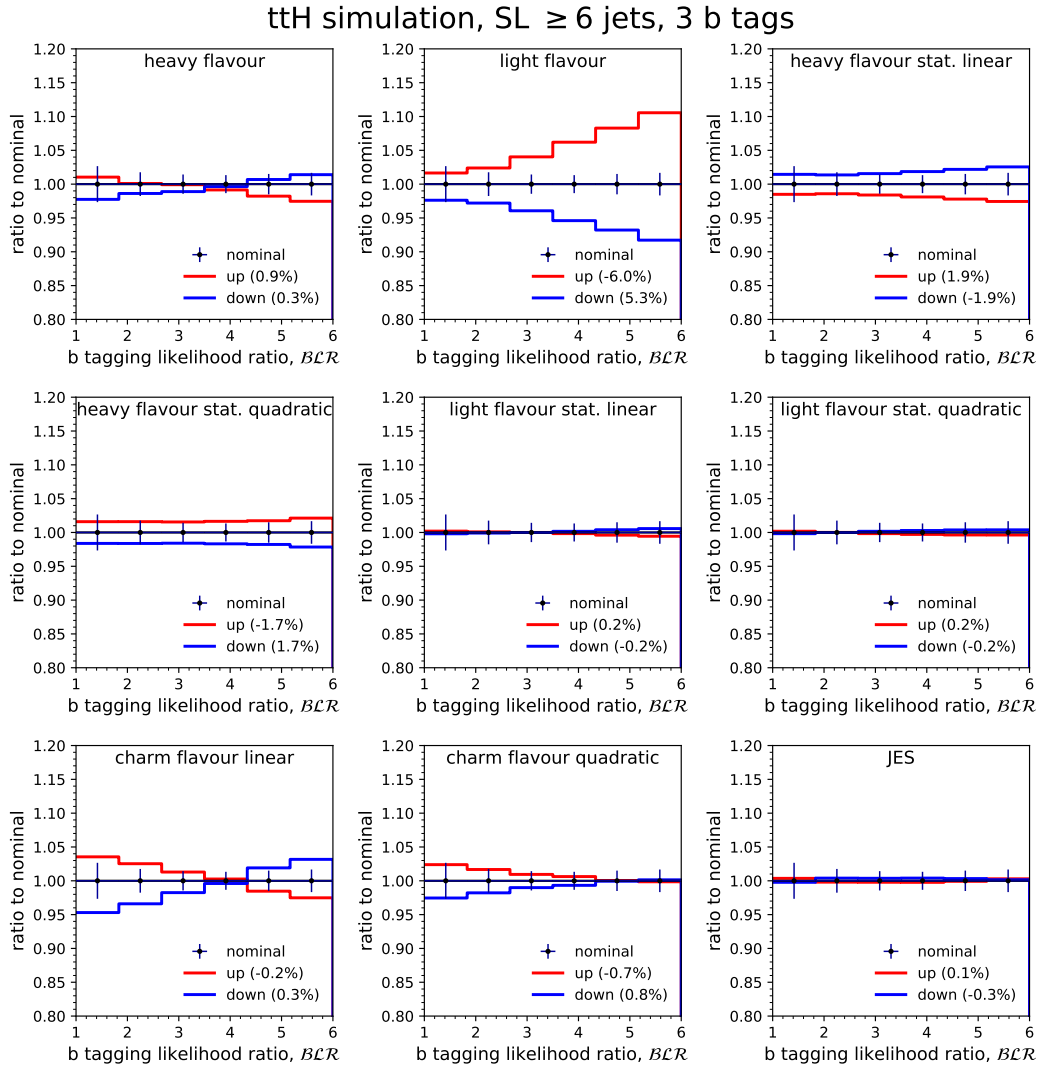 ttH simulation, SL ≥6 jets, 3 b tags
heavy flavour
ratio to nominal
1.20
1.15
1.10
1.05
1.00
0.95
0.90
0.85
0.80
nominal
up (0.9%)
down (0.3%)
1 2 3 4 5 6
b tagging likelihood ratio, BLR
light flavour
ratio to nominal
1.20
1.15
1.10
1.05
1.00
0.95
0.90
0.85
0.80
nominal
up (-6.0%)
down (5.3%)
1 2 3 4 5 6
b tagging likelihood ratio, BLR
heavy flavour stat. linear
ratio to nominal
1.20
1.15
1.10
1.05
1.00
0.95
0.90
0.85
0.80
nominal
up (1.9%)
down (-1.9%)
1 2 3 4 5 6
b tagging likelihood ratio, BLR
heavy flavour stat. quadratic
ratio to nominal
1.20
1.15
1.10
1.05
1.00
0.95
0.90
0.85
0.80
nominal
up (-1.7%)
down (1.7%)
1 2 3 4 5 6
b tagging likelihood ratio, BLR
light flavour stat. linear
ratio to nominal
1.20
1.15
1.10
1.05
1.00
0.95
0.90
0.85
0.80
nominal
up (0.2%)
down (-0.2%)
1 2 3 4 5 6
b tagging likelihood ratio, BLR
light flavour stat. quadratic
ratio to nominal
1.20
1.15
1.10
1.05
1.00
0.95
0.90
0.85
0.80
nominal
up (0.2%)
down (-0.2%)
1 2 3 4 5 6
b tagging likelihood ratio, BLR
charm flavour linear
ratio to nominal
1.20
1.15
1.10
1.05
1.00
0.95
0.90
0.85
0.80
nominal
up (-0.2%)
down (0.3%)
1 2 3 4 5 6
b tagging likelihood ratio, BLR
charm flavour quadratic
ratio to nominal
1.20
1.15
1.10
1.05
1.00
0.95
0.90
0.85
0.80
nominal
up (-0.7%)
down (0.8%)
1 2 3 4 5 6
b tagging likelihood ratio, BLR
JES
ratio to nominal
1.20
1.15
1.10
1.05
1.00
0.95
0.90
0.85
0.80
nominal
up (0.1%)
down (-0.3%)
1 2 3 4 5 6
b tagging likelihood ratio, BLR